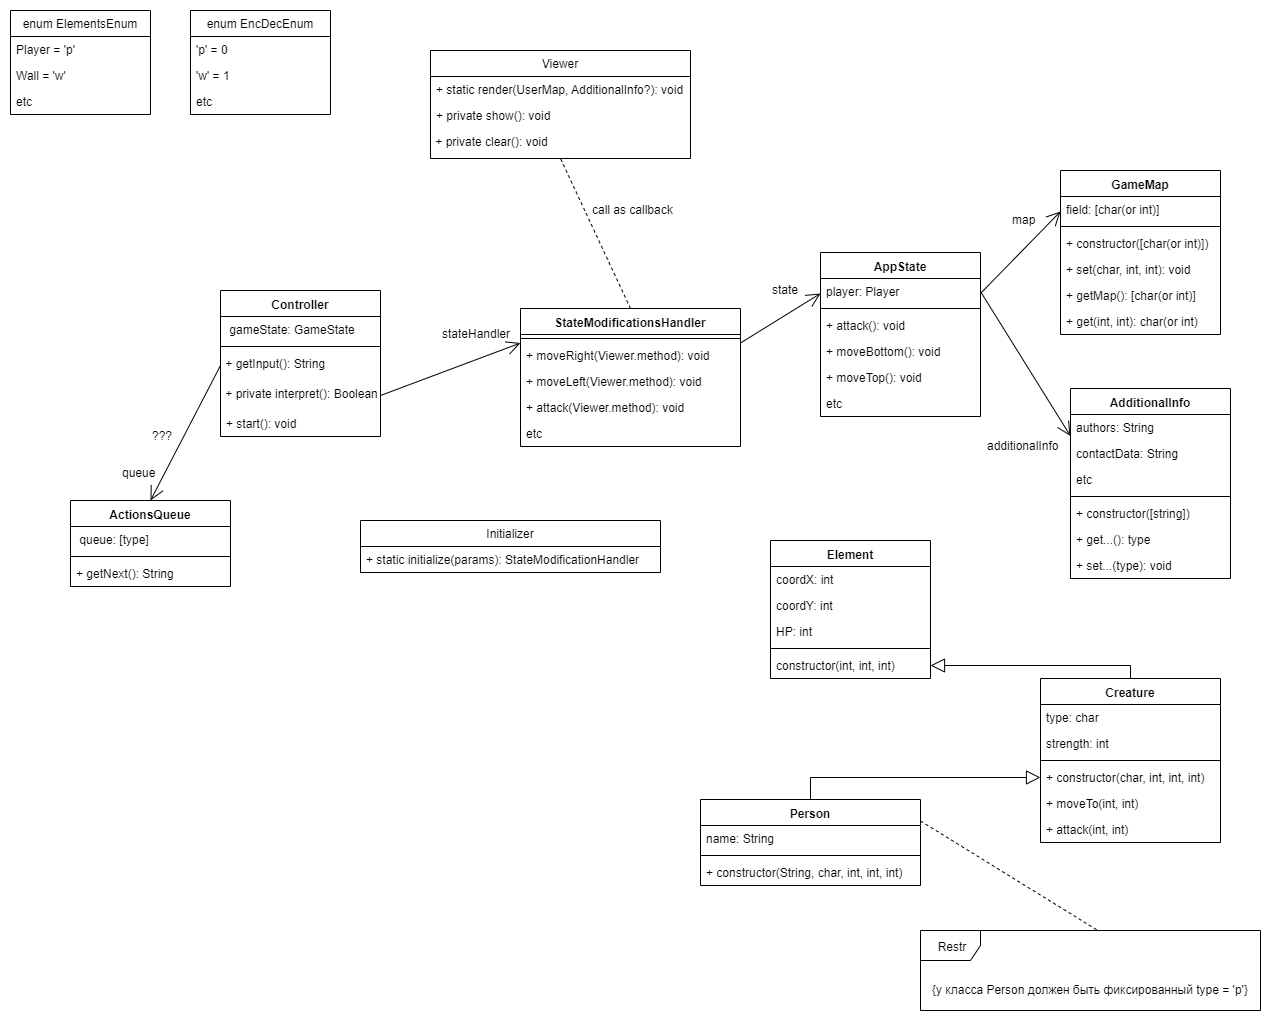 enum ElementsEnum
Player = 'p'
Wall = 'w'
etc
enum EncDecEnum
'p' = 0
'w' = 1
etc
Viewer
+ static render(UserMap, AdditionalInfo?): void
+ private show(): void
+ private clear(): void
call as callback
GameMap
field: [char(or int)]
+ constructor([char(or int)])
+ set(char, int, int): void
+ getMap(): [char(or int)]
+ get(int, int): char(or int)
map
AppState
player: Player
+ attack(): void
+ moveBottom(): void
+ moveTop(): void
etc
state
Controller
gameState: GameState
+ getInput(): String
+ private interpret(): Boolean
+ start(): void
stateHandler
StateModificationsHandler
+ moveRight(Viewer.method): void
+ moveLeft(Viewer.method): void
+ attack(Viewer.method): void
etc
additionalInfo
AdditionalInfo
authors: String
contactData: String
etc
+ constructor([string])
+ get...(): type
+ set...(type): void
???
queue
ActionsQueue
queue: [type]
+ getNext(): String
Initializer
+ static initialize(params): StateModificationHandler
Element
coordX: int
coordY: int
HP: int
constructor(int, int, int)
Creature
type: char
strength: int
+ constructor(char, int, int, int)
+ moveTo(int, int)
+ attack(int, int)
Person
name: String
+ constructor(String, char, int, int, int)
Restr
{у класса Person должен быть фиксированный type = 'p'}